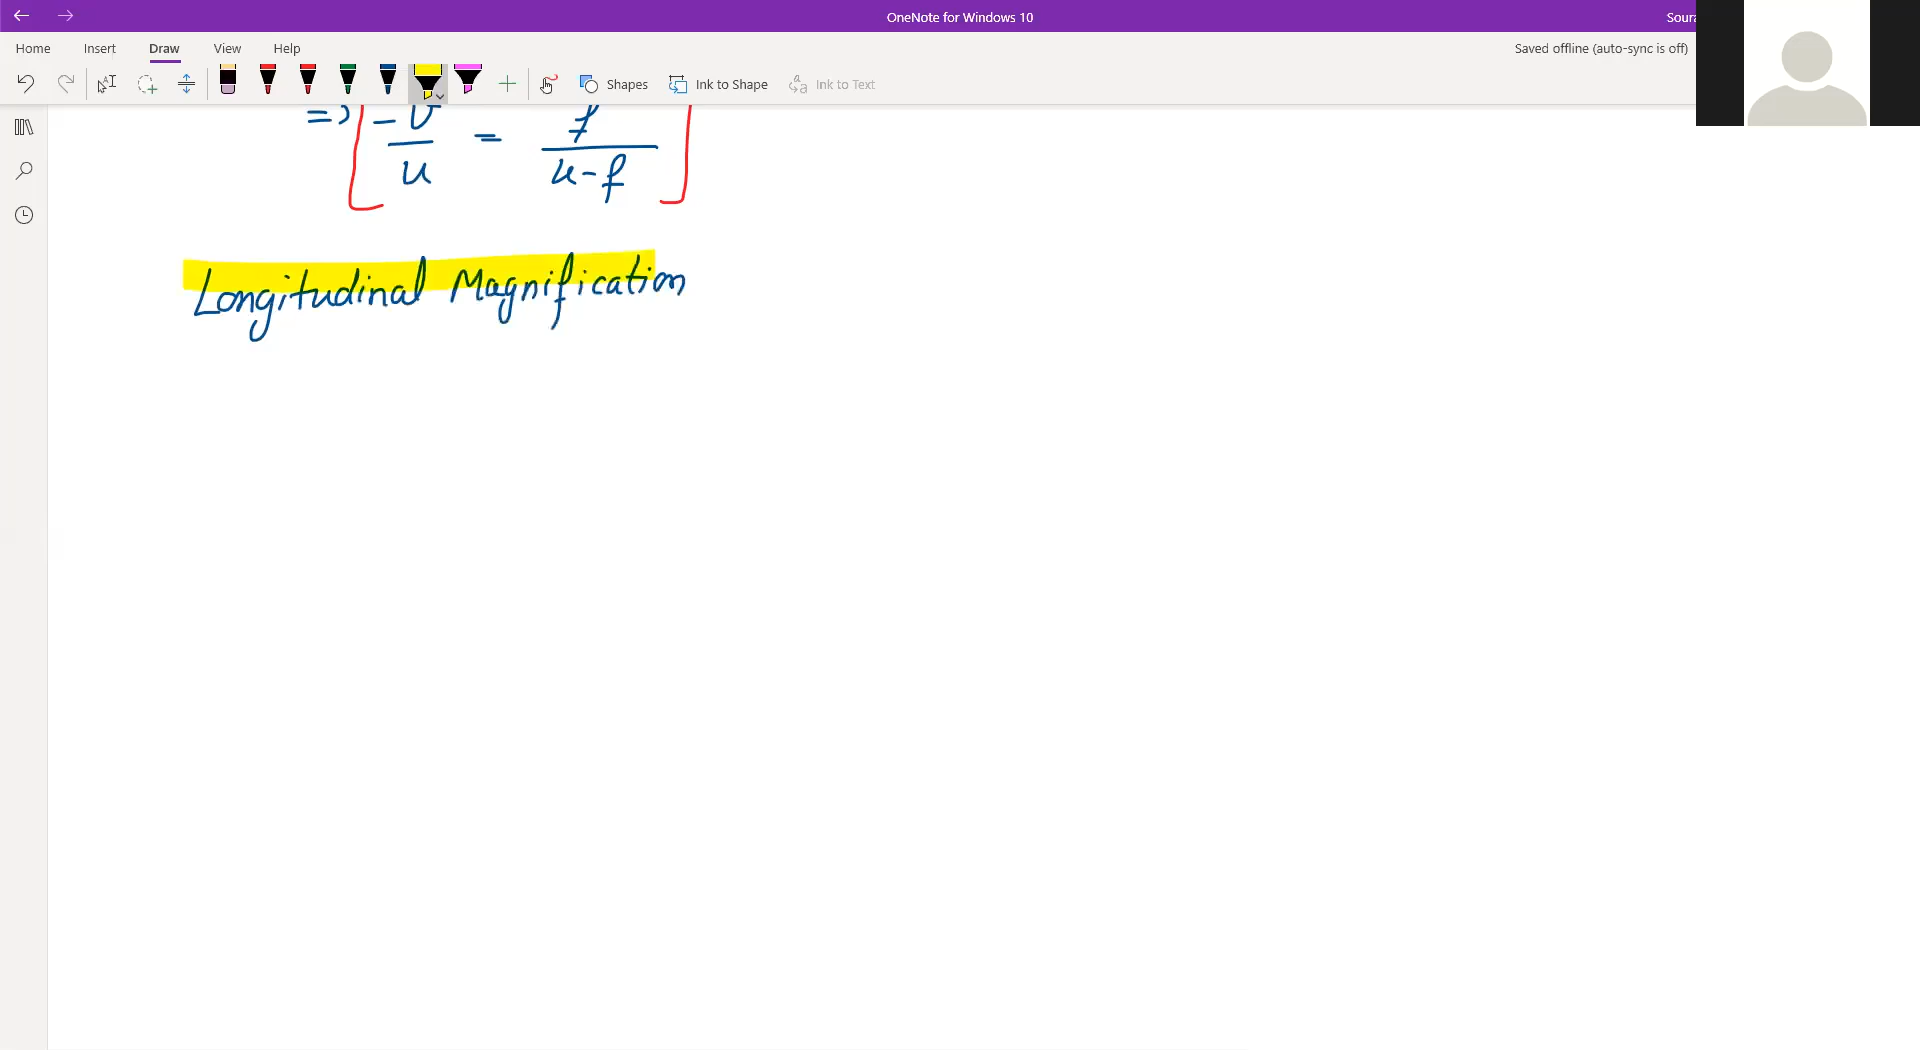 OneNote for Windows 10
Home Insert Draw View Help
Saved offline (auto-sync is off)
Shapes Ink to Shape Ink to Text
=> -v/u = f/(u-f)
Longitudinal Magnification